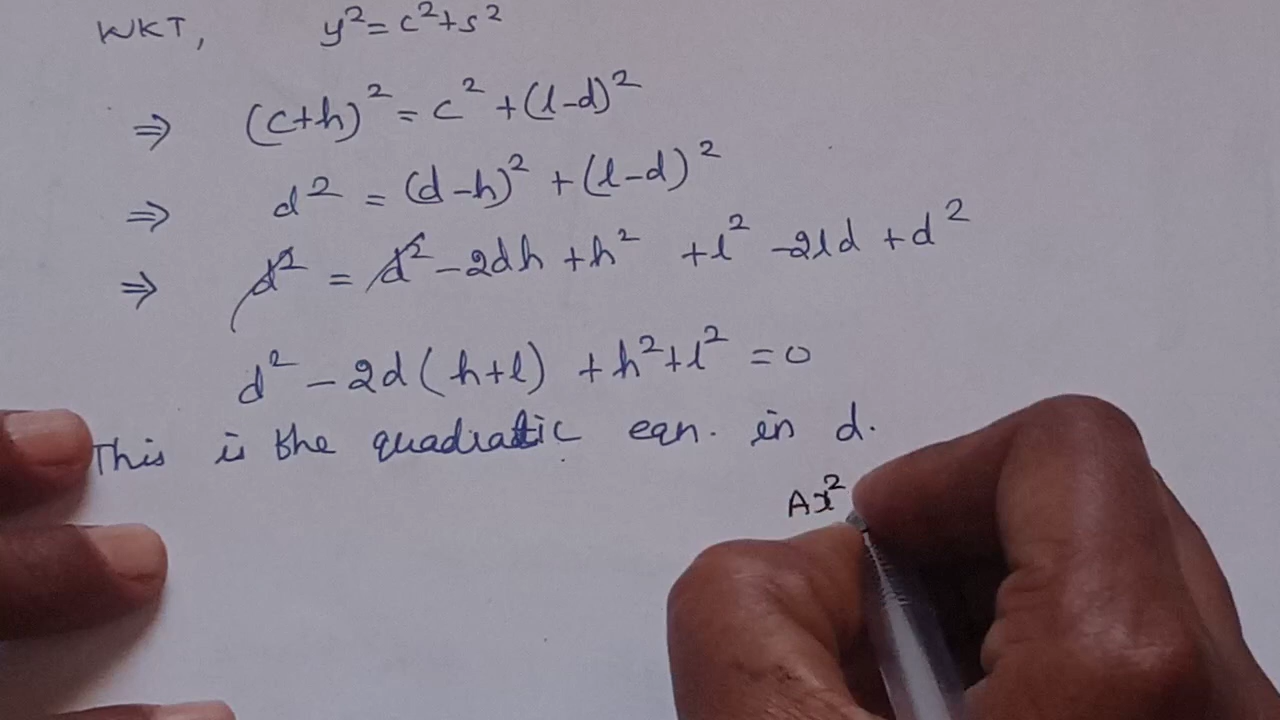 WKT, y² = c² + s²
⇒ (c+h)² = c² + (l-d)²
⇒ d² = (d-h)² + (l-d)²
⇒ d² = d² - 2dh + h² + l² - 2ld + d²
d² - 2d(h+l) + h² + l² = 0
This is the quadratic eqn. in d.
Ax²